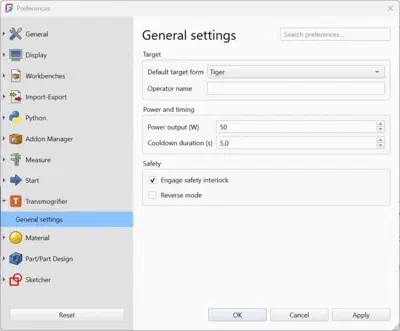 Preferences
General
Display
Workbenches
Import-Export
Python
Addon Manager
Measure
Start
Transmogrifier
General settings
Material
Part/Part Design
Sketcher
Reset
General settings
Search preferences...
Target
Default target form Tiger
Operator name
Power and timing
Power output (W) 50
Cooldown duration (s) 5.0
Safety
Engage safety interlock
Reverse mode
OK Cancel Apply